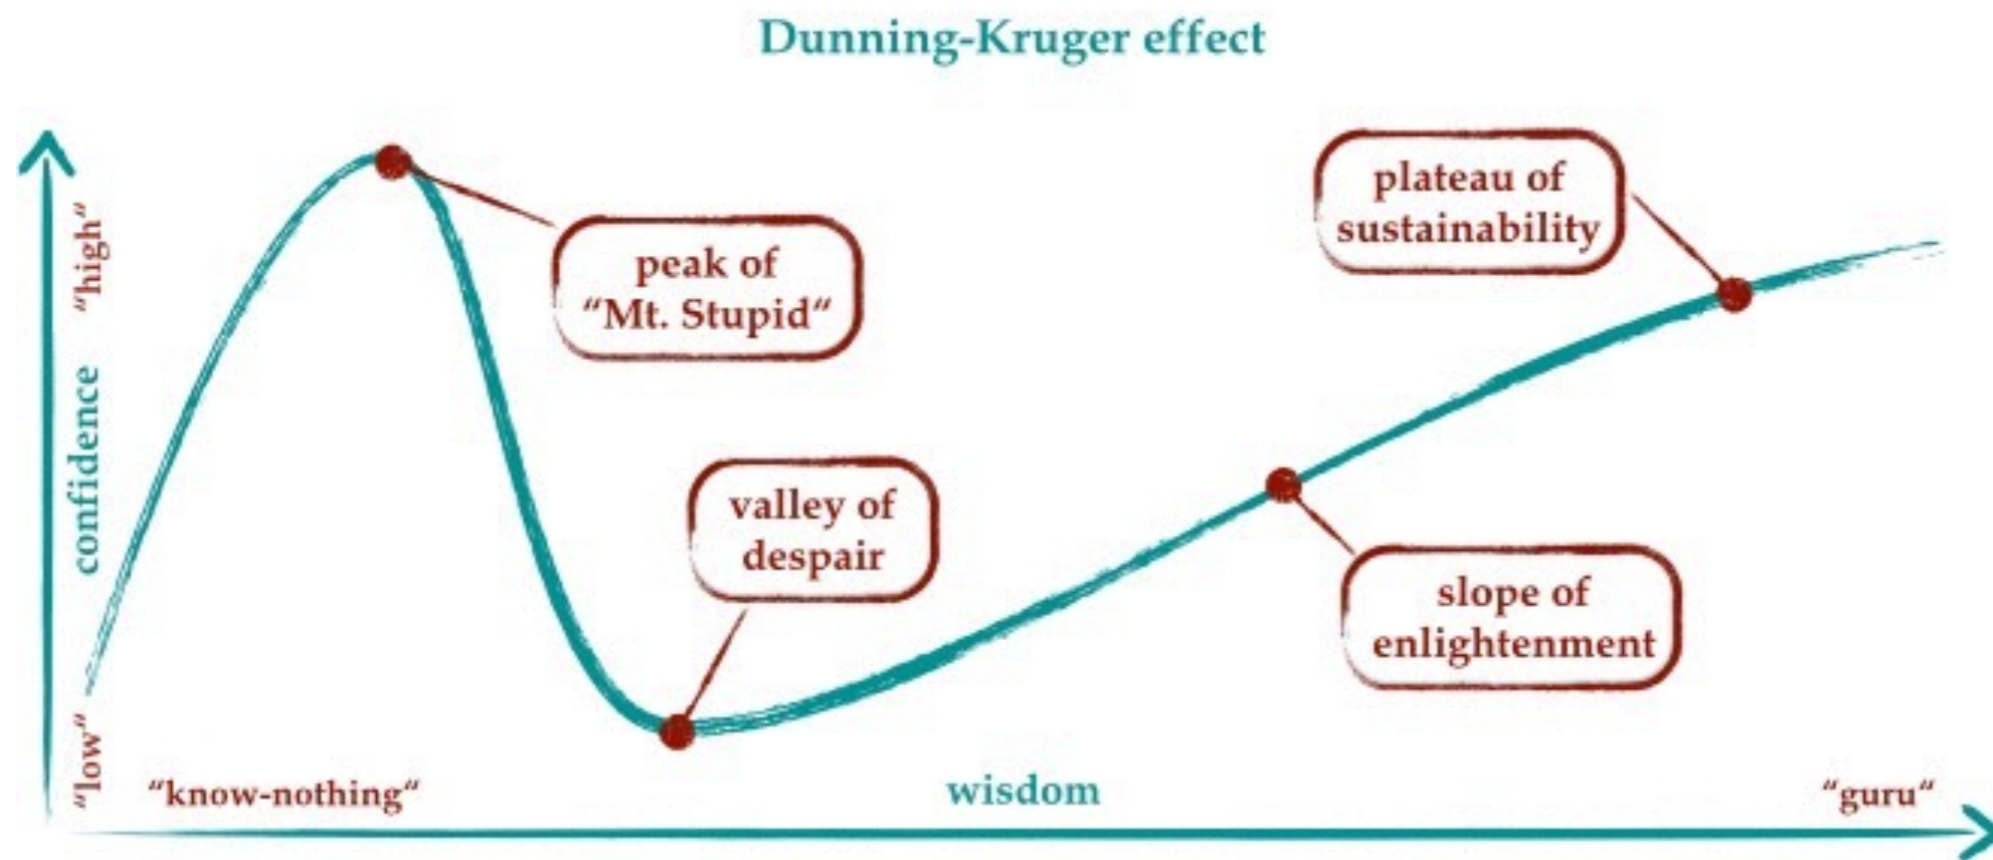 Dunning-Kruger effect
“high“
confidence
“low“
peak of
“Mt. Stupid“
valley of
despair
plateau of
sustainability
slope of
enlightenment
“know-nothing“
wisdom
“guru“